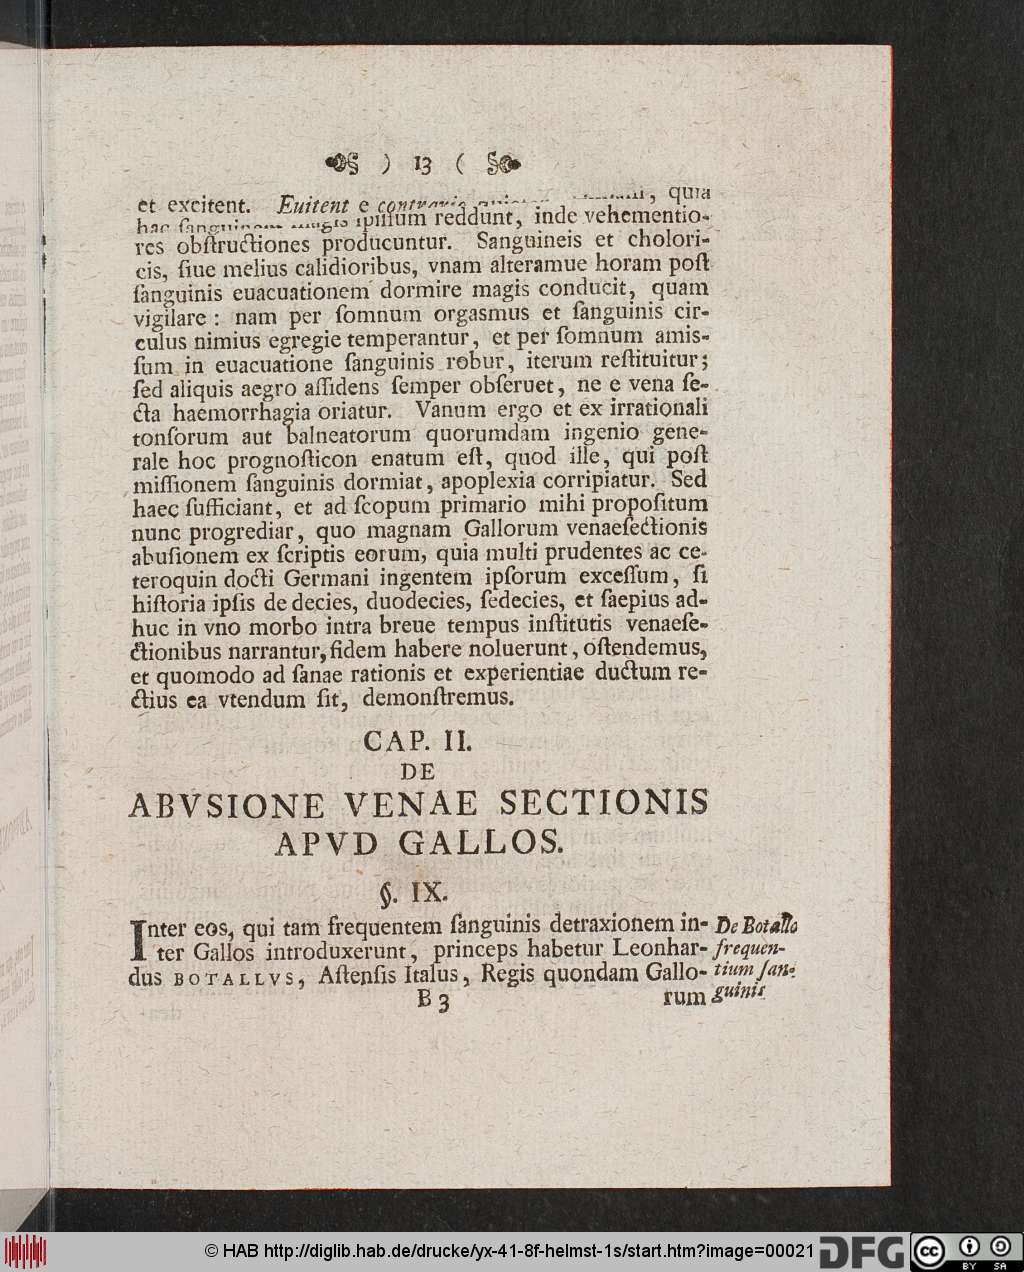 ) 13 (
et excitent. Euitent e contrario quia
hae ſanguinem magis ipiſſum reddunt, inde vehementio-
res obſtructiones producuntur. Sanguineis et cholori-
cis, ſiue melius calidioribus, vnam alteramue horam poſt
ſanguinis euacuationem dormire magis conducit, quam
vigilare : nam per ſomnum orgasmus et ſanguinis cir-
culus nimius egregie temperantur, et per ſomnum amis-
ſum in euacuatione ſanguinis robur, iterum reſtituitur;
ſed aliquis aegro aſſidens ſemper obſeruet, ne e vena ſe-
cta haemorrhagia oriatur. Vanum ergo et ex irrationali
tonſorum aut balneatorum quorumdam ingenio gene-
rale hoc prognoſticon enatum eſt, quod ille, qui poſt
miſſionem ſanguinis dormiat, apoplexia corripiatur. Sed
haec ſufficiant, et ad ſcopum primario mihi propoſitum
nunc progrediar, quo magnam Gallorum venaeſectionis
abuſionem ex ſcriptis eorum, quia multi prudentes ac ce-
teroquin docti Germani ingentem ipſorum exceſſum, ſi
hiſtoria ipſis de decies, duodecies, ſedecies, et ſaepius ad-
huc in vno morbo intra breue tempus inſtitutis venaeſe-
ctionibus narrantur, fidem habere noluerunt, oſtendemus,
et quomodo ad ſanae rationis et experientiae ductum re-
ctius ea vtendum ſit, demonſtremus.
CAP. II.
DE
ABVSIONE VENAE SECTIONIS
APVD GALLOS.
§. IX.
Inter eos, qui tam frequentem ſanguinis detraxionem in-
ter Gallos introduxerunt, princeps habetur Leonhar-
dus BOTALLVS, Aſtenſis Italus, Regis quondam Gallo-
B 3 rum
De Botallo
frequen-
tium ſan-
guinis
© HAB http://diglib.hab.de/drucke/yx-41-8f-helmst-1s/start.htm?image=00021
DFG
cc
BY SA